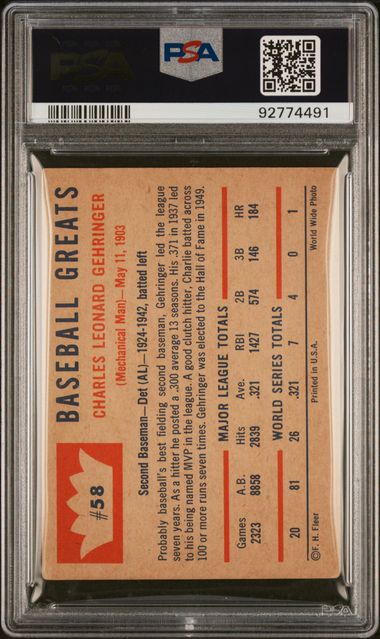 PSA
PSA
92774491
#58
BASEBALL GREATS
CHARLES LEONARD GEHRINGER
(Mechanical Man)—May 11, 1903
Second Baseman—Det (AL)—1924-1942, batted left
Probably baseball's best fielding second baseman, Gehringer led the league
seven years. As a hitter he posted a .300 average 13 seasons. His .371 in 1937 led
to his being named MVP in the league. A good clutch hitter, Charlie batted across
100 or more runs seven times. Gehringer was elected to the Hall of Fame in 1949.
MAJOR LEAGUE TOTALS
Games A.B. Hits Ave. RBI 2B 3B HR
2323 8858 2839 .321 1427 574 146 184
WORLD SERIES TOTALS
20 81 26 .321 7 4 0 1
©F. H. Fleer Printed in U.S.A. World Wide Photo